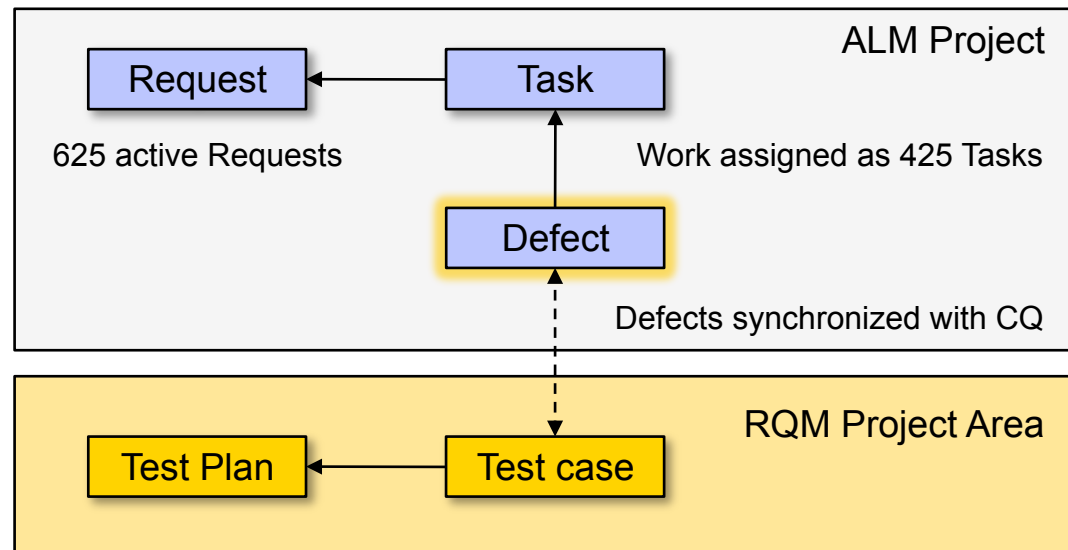 ALM Project
Request
Task
625 active Requests
Work assigned as 425 Tasks
Defect
Defects synchronized with CQ
RQM Project Area
Test Plan
Test case